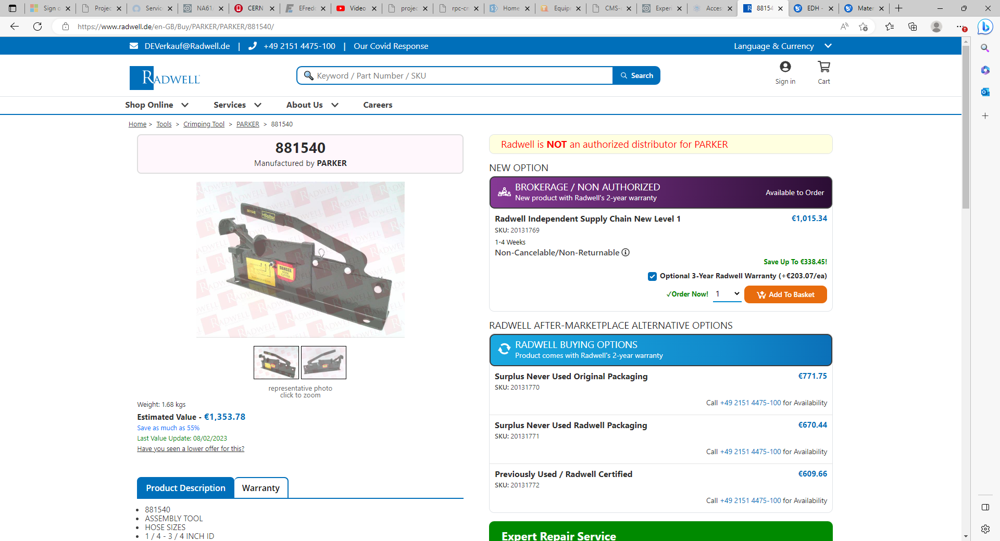 Sign o
Projec
Servic
NA61/
CERN
EFred
Video
projec
rpc-cr
Home
Equip
CMS-
Experi
Acces
8815
EDH -
Mater
https://www.radwell.de/en-GB/Buy/PARKER/PARKER/881540/
DEVerkauf@Radwell.de | +49 2151 4475-100 | Our Covid Response
Language & Currency
RADWELL
Keyword / Part Number / SKU
Search
Sign in
Cart
Shop Online
Services
About Us
Careers
Home > Tools > Crimping Tool > PARKER > 881540
881540
Manufactured by PARKER
881540
Parker
DANGER
HOSE
CUTTER
RADWELL
representative photo
click to zoom
Weight: 1.68 kgs
Estimated Value - €1,353.78
Save as much as 55%
Last Value Update: 08/02/2023
Have you seen a lower offer for this?
Product Description
Warranty
• 881540
• ASSEMBLY TOOL
• HOSE SIZES
• 1 / 4 - 3 / 4 INCH ID
Radwell is NOT an authorized distributor for PARKER
NEW OPTION
BROKERAGE / NON AUTHORIZED
New product with Radwell's 2-year warranty
Available to Order
Radwell Independent Supply Chain New Level 1
€1,015.34
SKU: 20131769
1-4 Weeks
Non-Cancelable/Non-Returnable
Save Up To €338.45!
Optional 3-Year Radwell Warranty (+€203.07/ea)
✓Order Now!
1
Add To Basket
RADWELL AFTER-MARKETPLACE ALTERNATIVE OPTIONS
RADWELL BUYING OPTIONS
Product comes with Radwell's 2-year warranty
Surplus Never Used Original Packaging
€771.75
SKU: 20131770
Call +49 2151 4475-100 for Availability
Surplus Never Used Radwell Packaging
€670.44
SKU: 20131771
Call +49 2151 4475-100 for Availability
Previously Used / Radwell Certified
€609.66
SKU: 20131772
Call +49 2151 4475-100 for Availability
Expert Repair Service